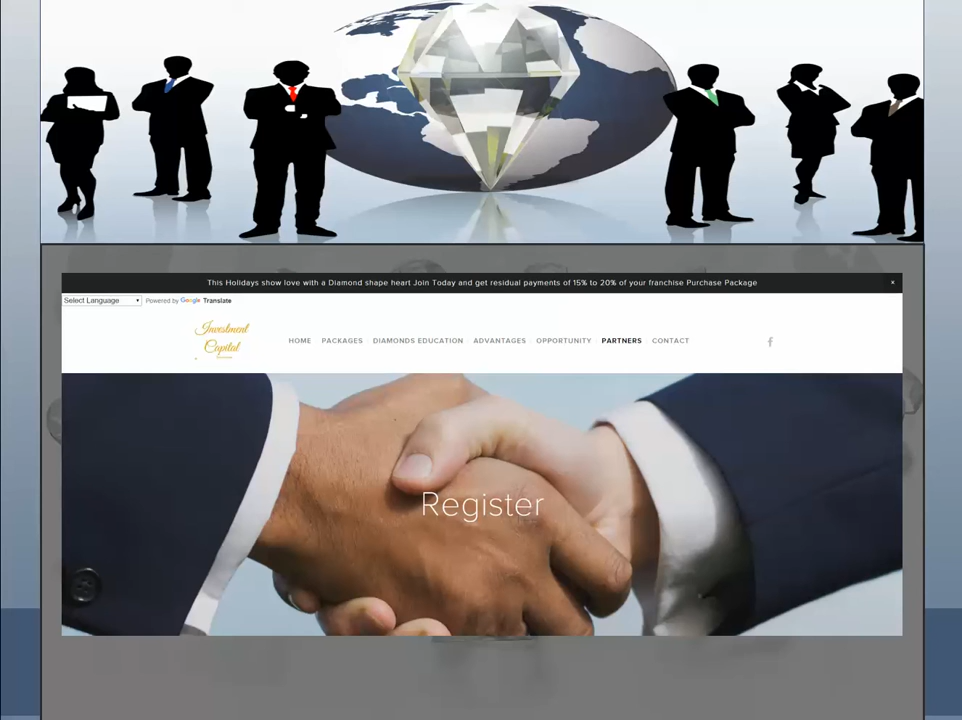 This Holidays show love with a Diamond shape heart Join Today and get residual payments of 15% to 20% of your franchise Purchase Package ×
Select Language ▼ Powered by Google Translate
Investment
Capital
HOME PACKAGES DIAMONDS EDUCATION ADVANTAGES OPPORTUNITY PARTNERS CONTACT
Register